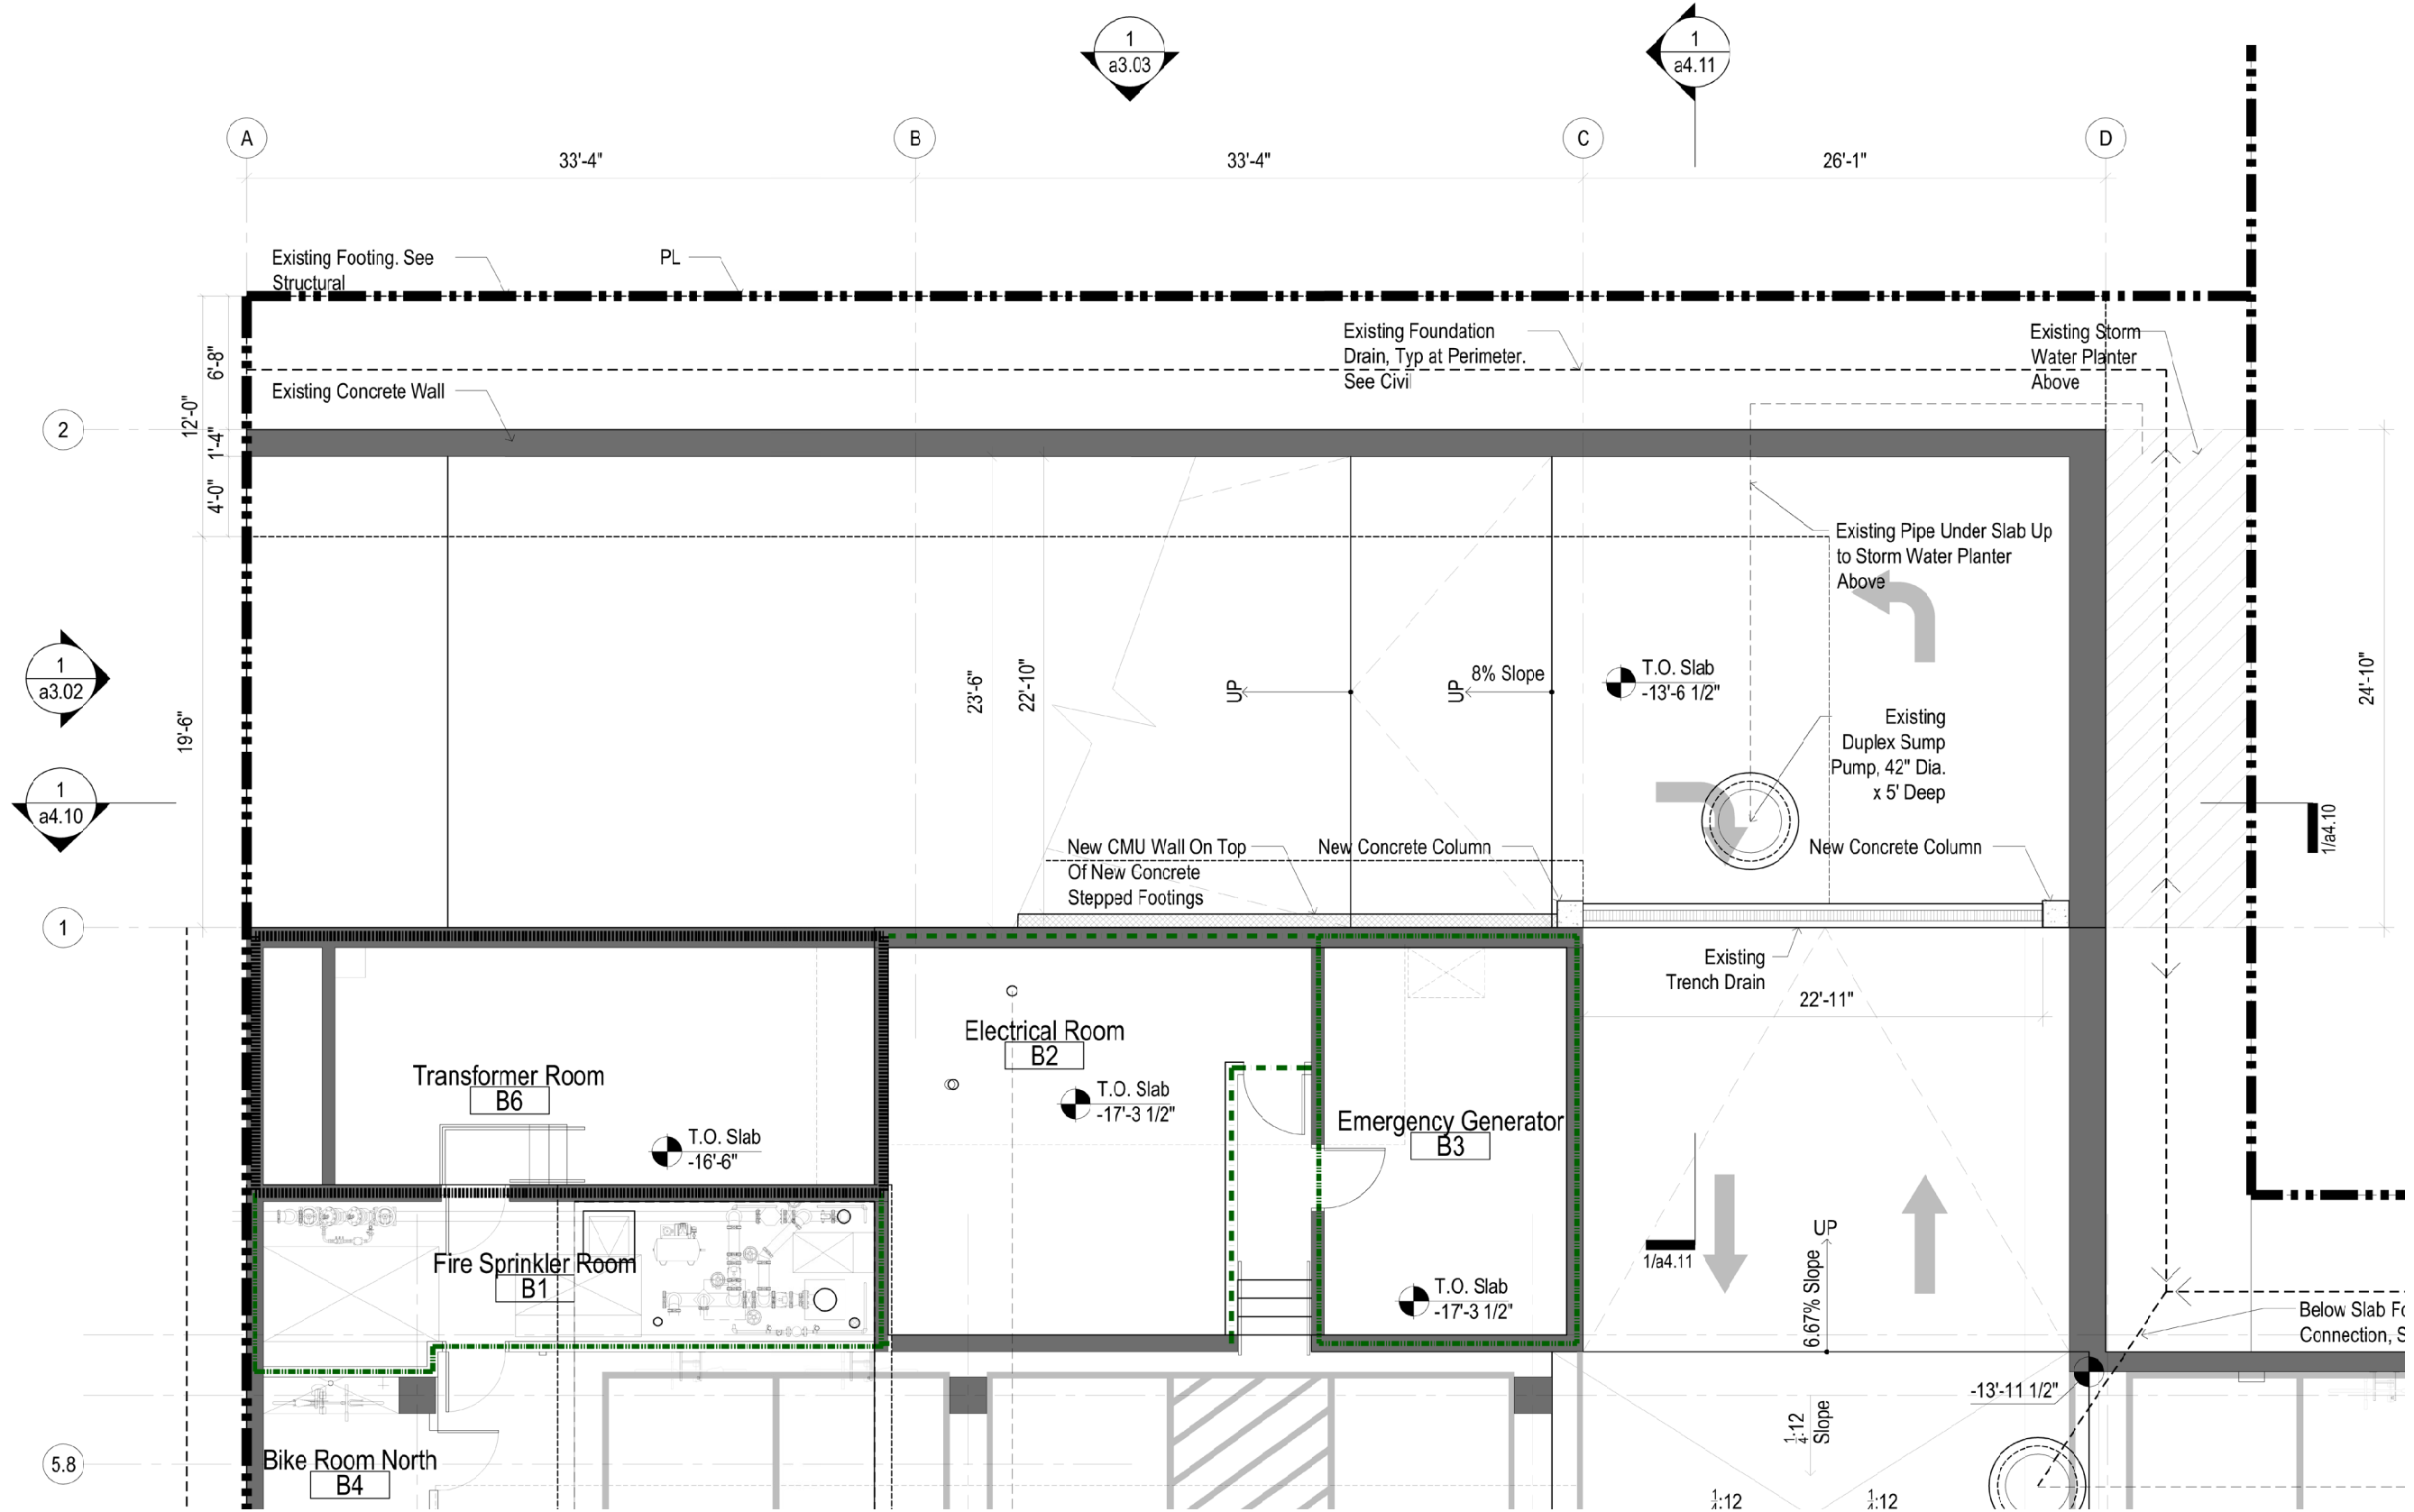 1
a3.03
1
a4.11
A
B
C
D
33'-4"
33'-4"
26'-1"
Existing Footing. See
Structural
PL
Existing Foundation
Drain, Typ at Perimeter.
See Civil
Existing Storm
Water Planter
Above
6'-8"
Existing Concrete Wall
12'-0"
2
1'-4"
4'-0"
Existing Pipe Under Slab Up
to Storm Water Planter
Above
1
a3.02
23'-6"
22'-10"
UP
UP
8% Slope
T.O. Slab
-13'-6 1/2"
24'-10"
19'-6"
Existing
Duplex Sump
Pump, 42" Dia.
x 5' Deep
1
a4.10
1/a4.10
New CMU Wall On Top
Of New Concrete
Stepped Footings
New Concrete Column
New Concrete Column
1
Existing
Trench Drain
22'-11"
Electrical Room
B2
Transformer Room
B6
T.O. Slab
-17'-3 1/2"
Emergency Generator
B3
T.O. Slab
-16'-6"
UP
6.67% Slope
1/a4.11
Fire Sprinkler Room
B1
T.O. Slab
-17'-3 1/2"
Below Slab Fo
Connection, S
-13'-11 1/2"
1:12
4
Slope
Bike Room North
B4
5.8